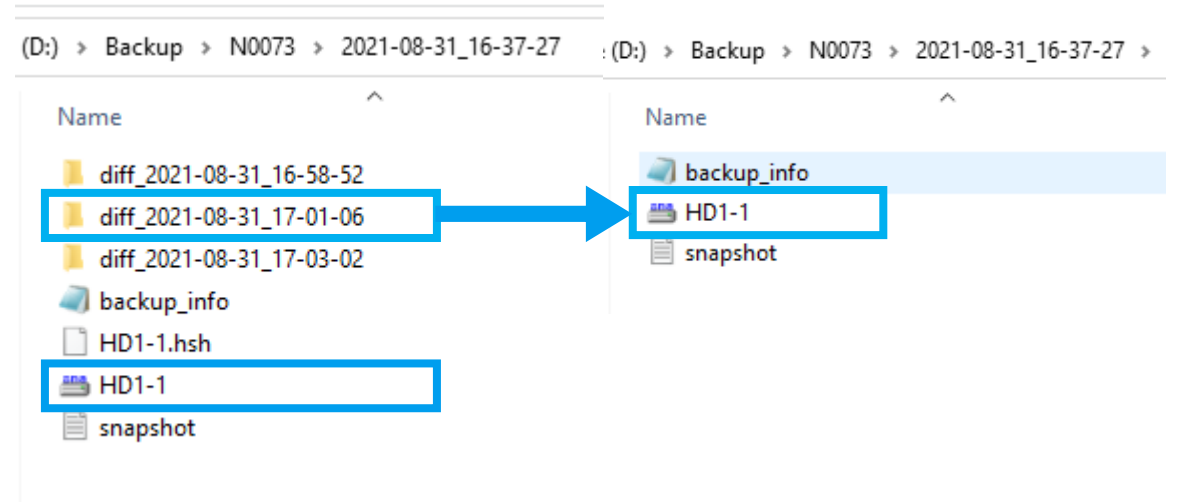 (D:) > Backup > N0073 > 2021-08-31_16-37-27
Name
diff_2021-08-31_16-58-52
diff_2021-08-31_17-01-06
diff_2021-08-31_17-03-02
backup_info
HD1-1.hsh
HD1-1
snapshot
(D:) > Backup > N0073 > 2021-08-31_16-37-27 >
Name
backup_info
HD1-1
snapshot